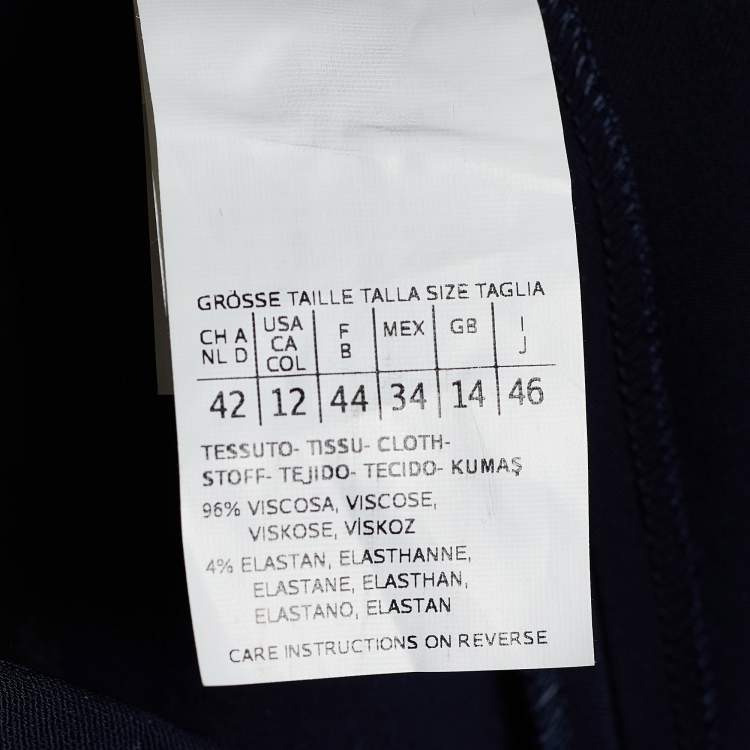 GRÖSSE TAILLE TALLA SIZE TAGLIA
CH A USA F MEX GB I
NL D CA B J
COL
42 12 44 34 14 46
TESSUTO- TISSU- CLOTH-
STOFF- TEJIDO- TECIDO- KUMAŞ
96% VISCOSA, VISCOSE,
VISKOSE, VİSKOZ
4% ELASTAN, ELASTHANNE,
ELASTANE, ELASTHAN,
ELASTANO, ELASTAN
CARE INSTRUCTIONS ON REVERSE